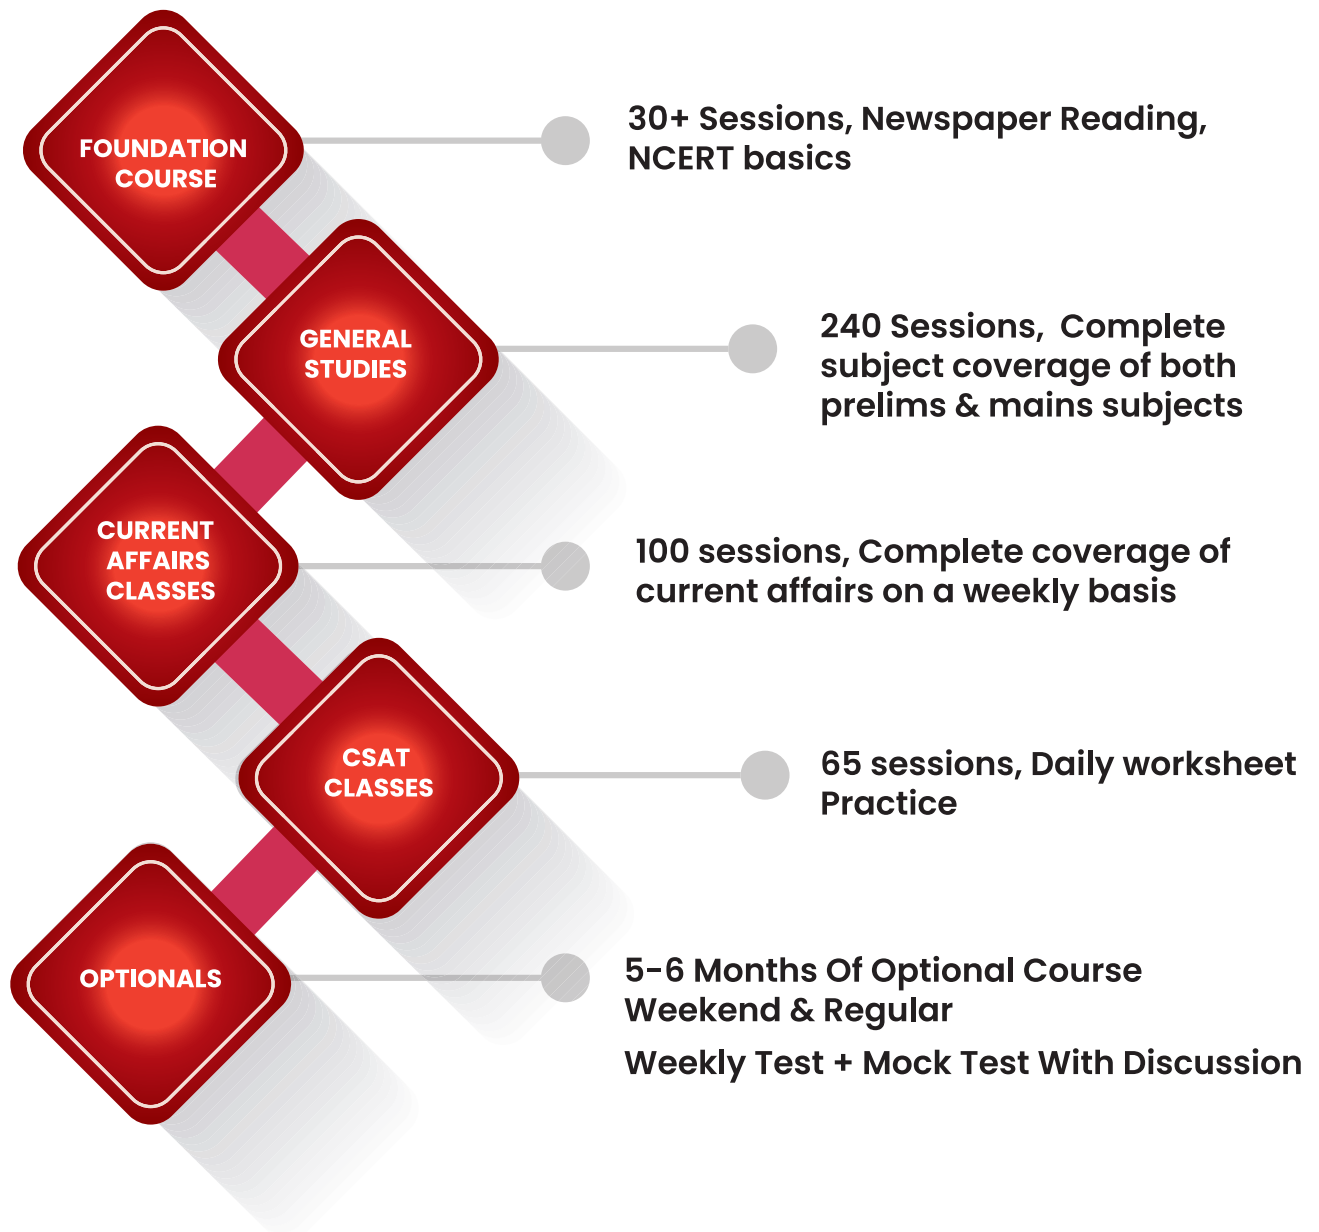 FOUNDATION
COURSE
30+ Sessions, Newspaper Reading,
NCERT basics
GENERAL
STUDIES
240 Sessions,  Complete
subject coverage of both
prelims & mains subjects
CURRENT
AFFAIRS
CLASSES
100 sessions, Complete coverage of
current affairs on a weekly basis
CSAT
CLASSES
65 sessions, Daily worksheet
Practice
OPTIONALS
5-6 Months Of Optional Course
Weekend & Regular
Weekly Test + Mock Test With Discussion